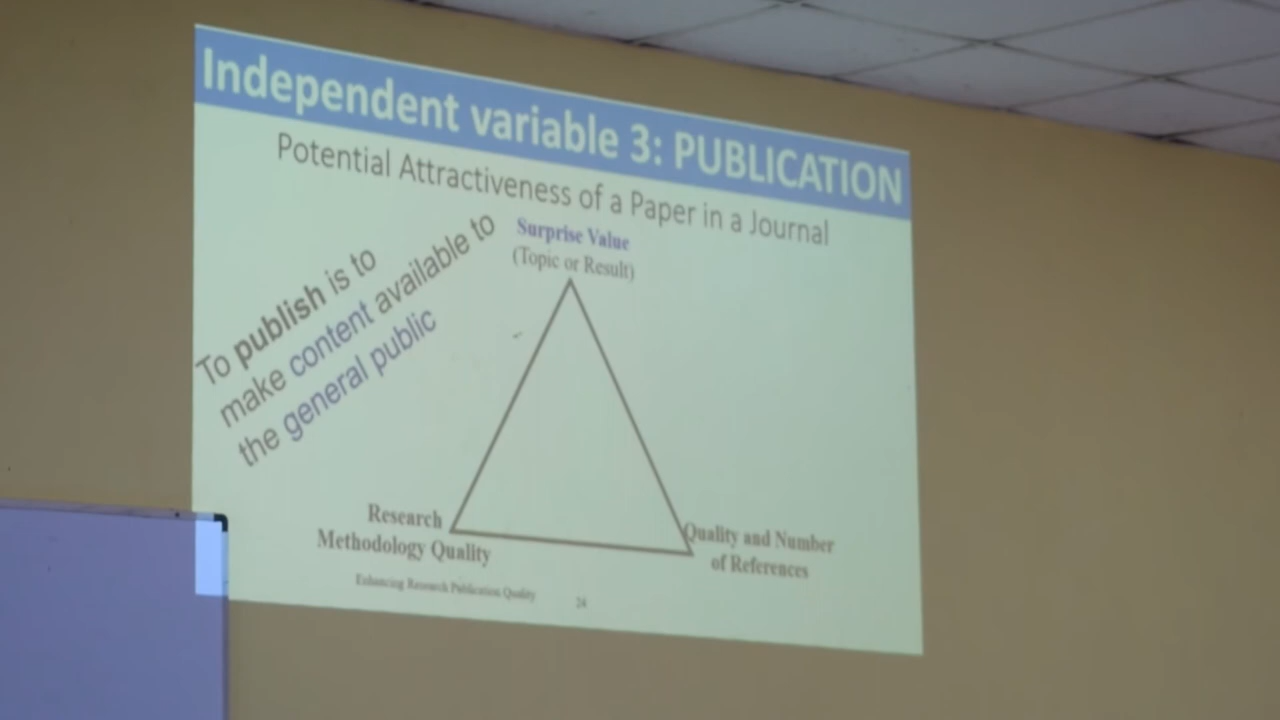 Independent variable 3: PUBLICATION
Potential Attractiveness of a Paper in a Journal
To publish is to
make content available to
the general public
Surprise Value
(Topic or Result)
Research
Methodology Quality
Quality and Number
of References
Enhancing Research Publication Quality
24